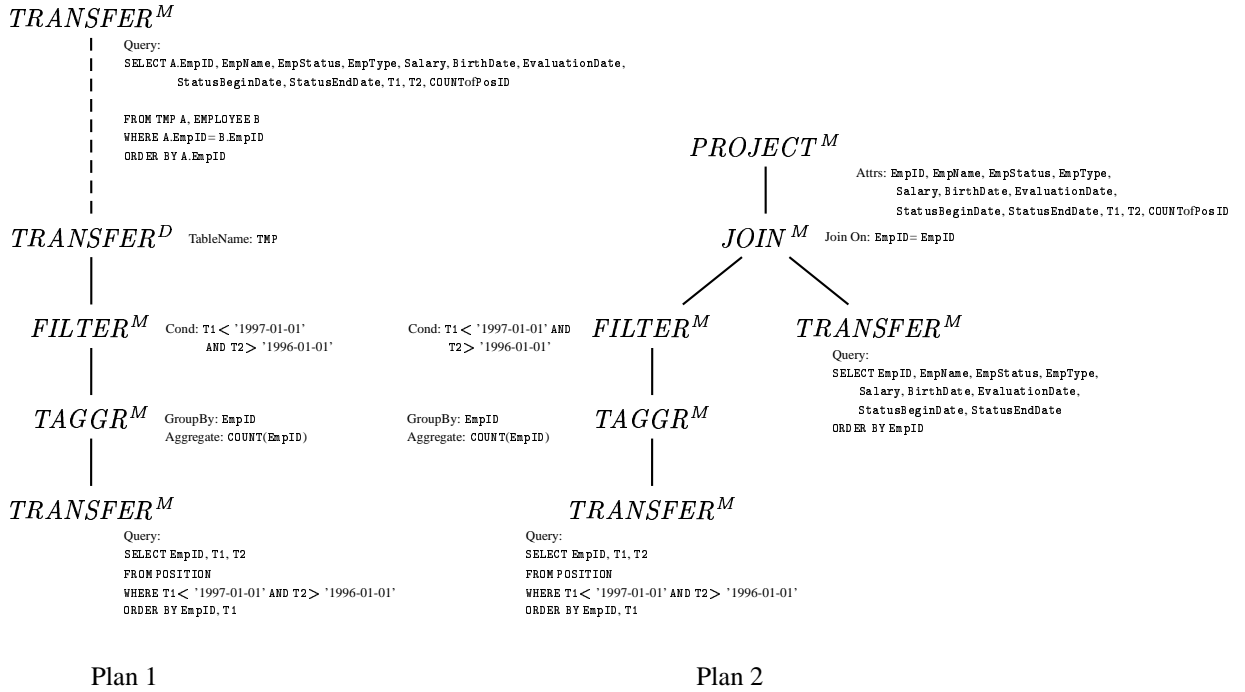 TRANSFER^M
Query:
SELECT A.EmpID, EmpName, EmpStatus, EmpType, Salary, BirthDate, EvaluationDate,
StatusBeginDate, StatusEndDate, T1, T2, COUNTofPosID
FROM TMP A, EMPLOYEE B
WHERE A.EmpID= B.EmpID
ORDER BY A.EmpID
TRANSFER^D
TableName: TMP
FILTER^M
Cond: T1 < '1997-01-01'
AND T2 > '1996-01-01'
TAGGR^M
GroupBy: EmpID
Aggregate: COUNT(EmpID)
TRANSFER^M
Query:
SELECT EmpID, T1, T2
FROM POSITION
WHERE T1 < '1997-01-01' AND T2 > '1996-01-01'
ORDER BY EmpID, T1
Plan 1
PROJECT^M
Attrs: EmpID, EmpName, EmpStatus, EmpType,
Salary, BirthDate, EvaluationDate,
StatusBeginDate, StatusEndDate, T1, T2, COUNTofPosID
JOIN^M
Join On: EmpID= EmpID
Cond: T1 < '1997-01-01' AND
T2 > '1996-01-01'
FILTER^M
TRANSFER^M
Query:
SELECT EmpID, EmpName, EmpStatus, EmpType,
Salary, BirthDate, EvaluationDate,
StatusBeginDate, StatusEndDate
ORDER BY EmpID
GroupBy: EmpID
Aggregate: COUNT(EmpID)
TAGGR^M
TRANSFER^M
Query:
SELECT EmpID, T1, T2
FROM POSITION
WHERE T1 < '1997-01-01' AND T2 > '1996-01-01'
ORDER BY EmpID, T1
Plan 2